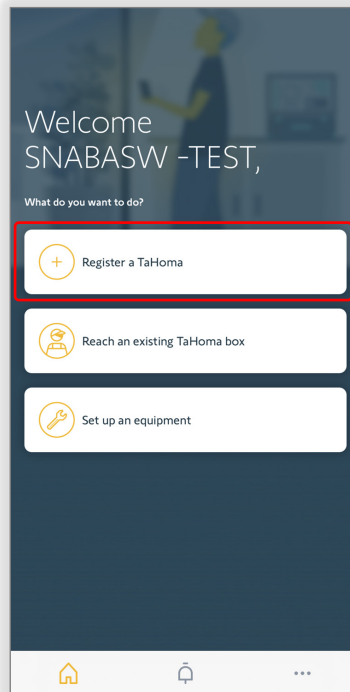 Welcome
SNABASW -TEST,
What do you want to do?
Register a TaHoma
Reach an existing TaHoma box
Set up an equipment